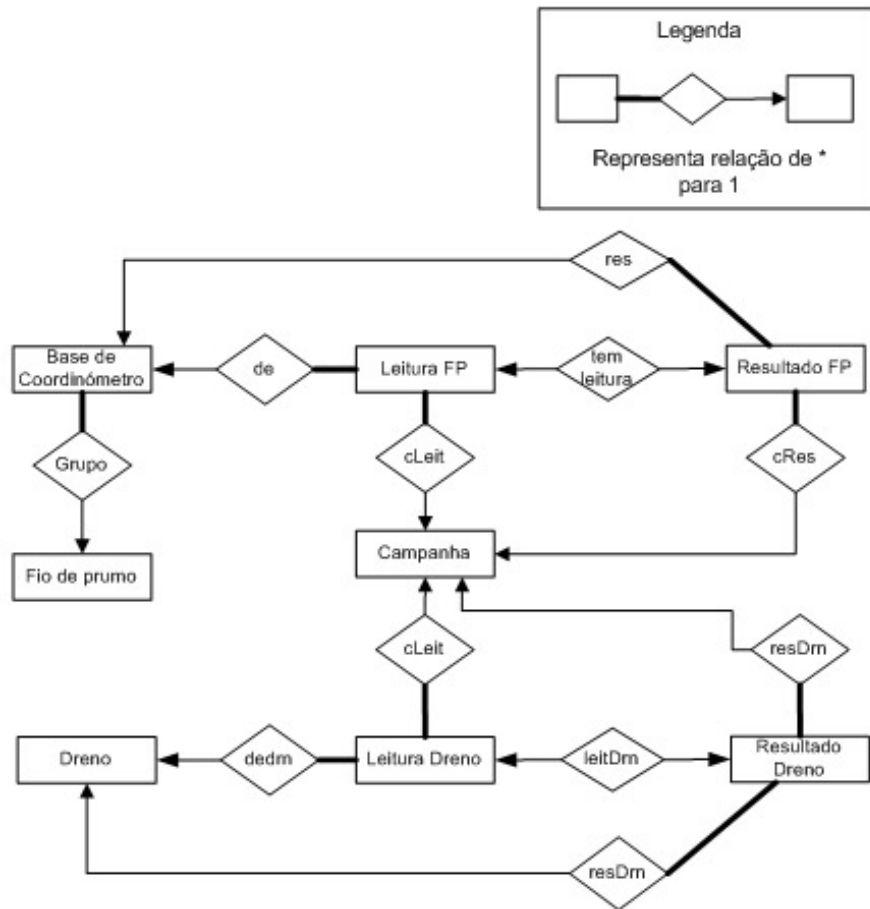 Legenda
Representa relação de *
para 1
res
Base de
Coordinómetro
de
Leitura FP
tem
leitura
Resultado FP
Grupo
cLeit
cRes
Fio de prumo
Campanha
cLeit
resDrn
Dreno
dedrn
Leitura Dreno
leitDrn
Resultado
Dreno
resDrn